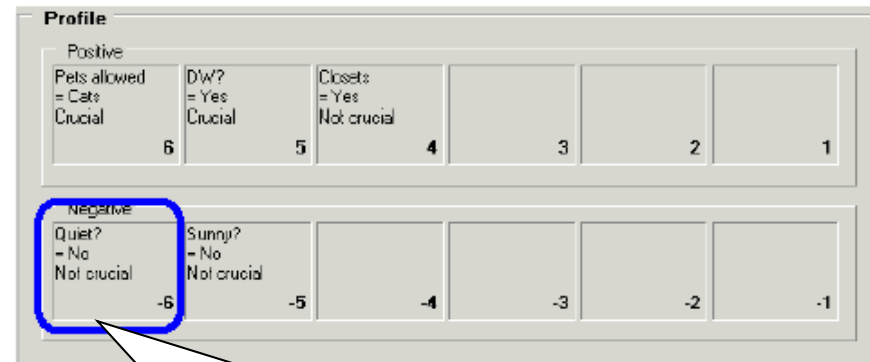 Profile
Positive
Pets allowed
= Cats
Crucial
6
DW?
= Yes
Crucial
5
Closets
= Yes
Not crucial
4
3
2
1
Negative
Quiet?
= No
Not crucial
-6
Sunny?
= No
Not crucial
-5
-4
-3
-2
-1